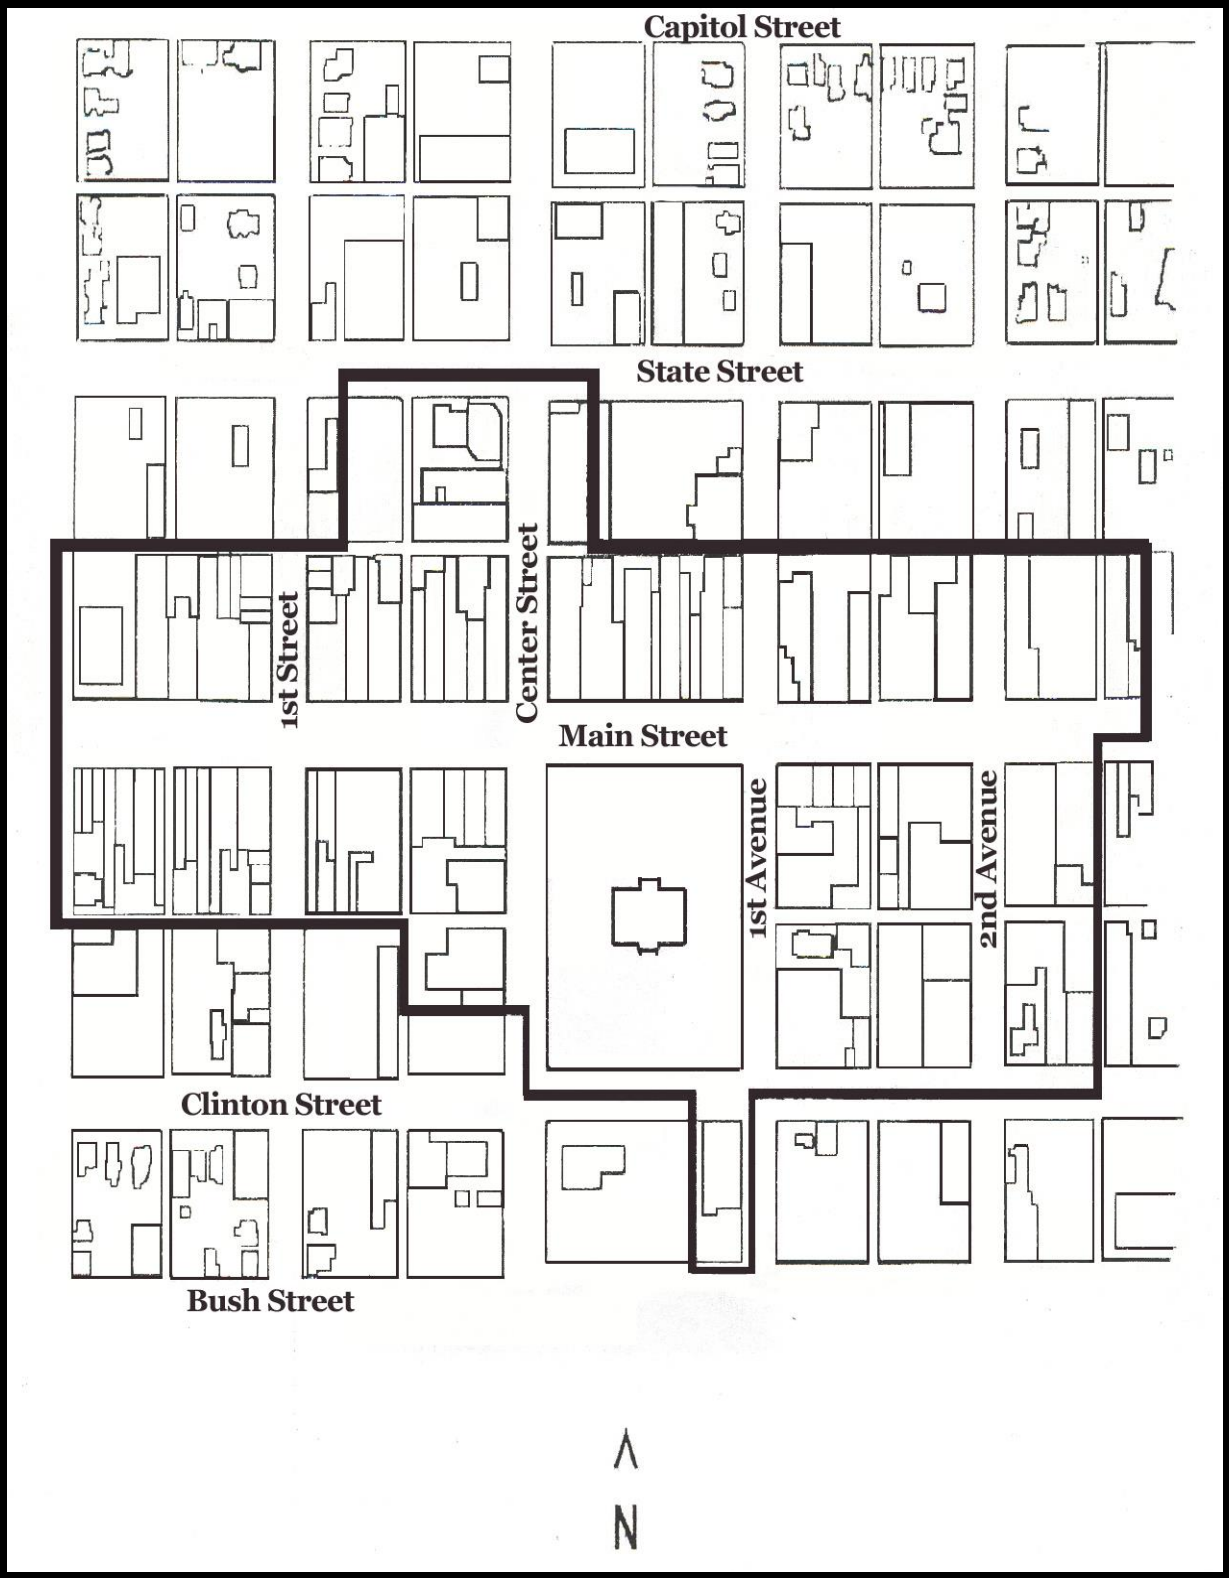 Capitol Street
State Street
1st Street
Center Street
Main Street
1st Avenue
2nd Avenue
Clinton Street
Bush Street
N